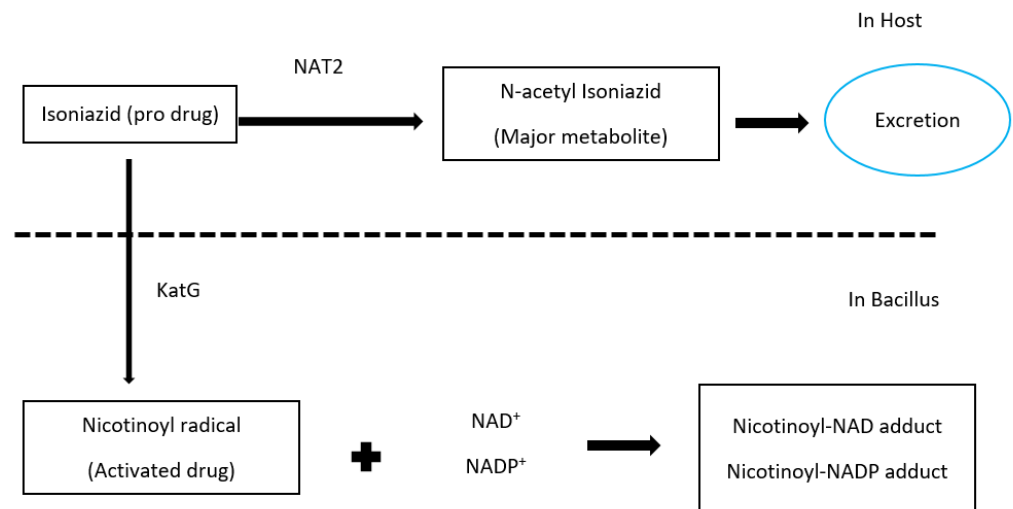 In Host
NAT2
Isoniazid (pro drug)
N-acetyl Isoniazid
(Major metabolite)
Excretion
KatG
In Bacillus
Nicotinoyl radical
(Activated drug)
NAD⁺
NADP⁺
Nicotinoyl-NAD adduct
Nicotinoyl-NADP adduct